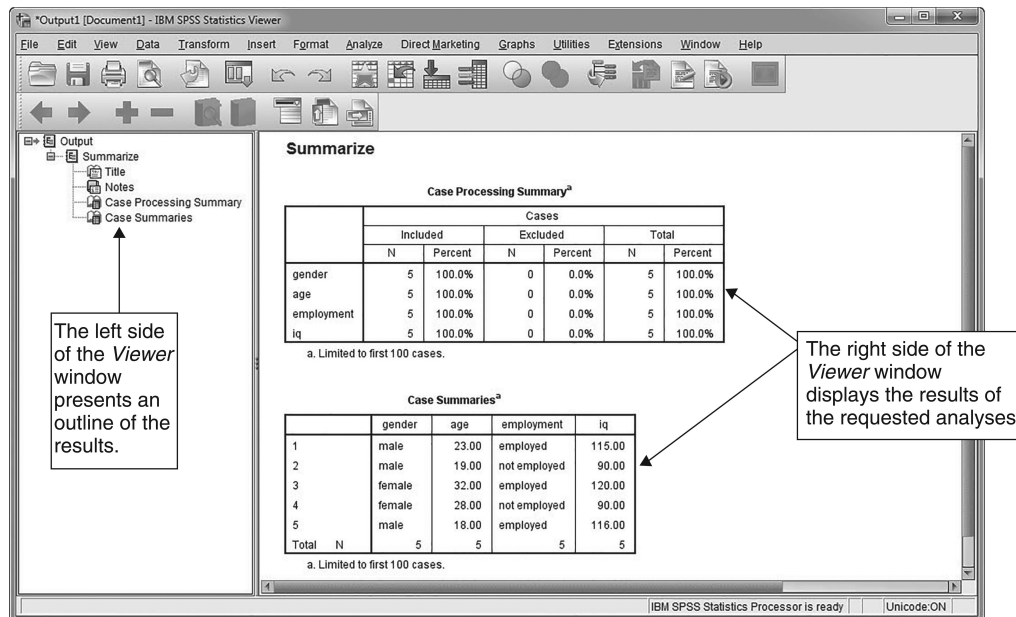 *Output1 [Document1] - IBM SPSS Statistics Viewer
File Edit View Data Transform Insert Format Analyze Direct Marketing Graphs Utilities Extensions Window Help
Output
Summarize
Title
Notes
Case Processing Summary
Case Summaries
The left side
of the Viewer
window
presents an
outline of the
results.
Summarize
Case Processing Summaryᵃ
Cases
Included Excluded Total
N Percent N Percent N Percent
gender 5 100.0% 0 0.0% 5 100.0%
age 5 100.0% 0 0.0% 5 100.0%
employment 5 100.0% 0 0.0% 5 100.0%
iq 5 100.0% 0 0.0% 5 100.0%
a. Limited to first 100 cases.
Case Summariesᵃ
gender age employment iq
1 male 23.00 employed 115.00
2 male 19.00 not employed 90.00
3 female 32.00 employed 120.00
4 female 28.00 not employed 90.00
5 male 18.00 employed 116.00
Total N 5 5 5 5
a. Limited to first 100 cases.
The right side of the
Viewer window
displays the results of
the requested analyses.
IBM SPSS Statistics Processor is ready Unicode:ON